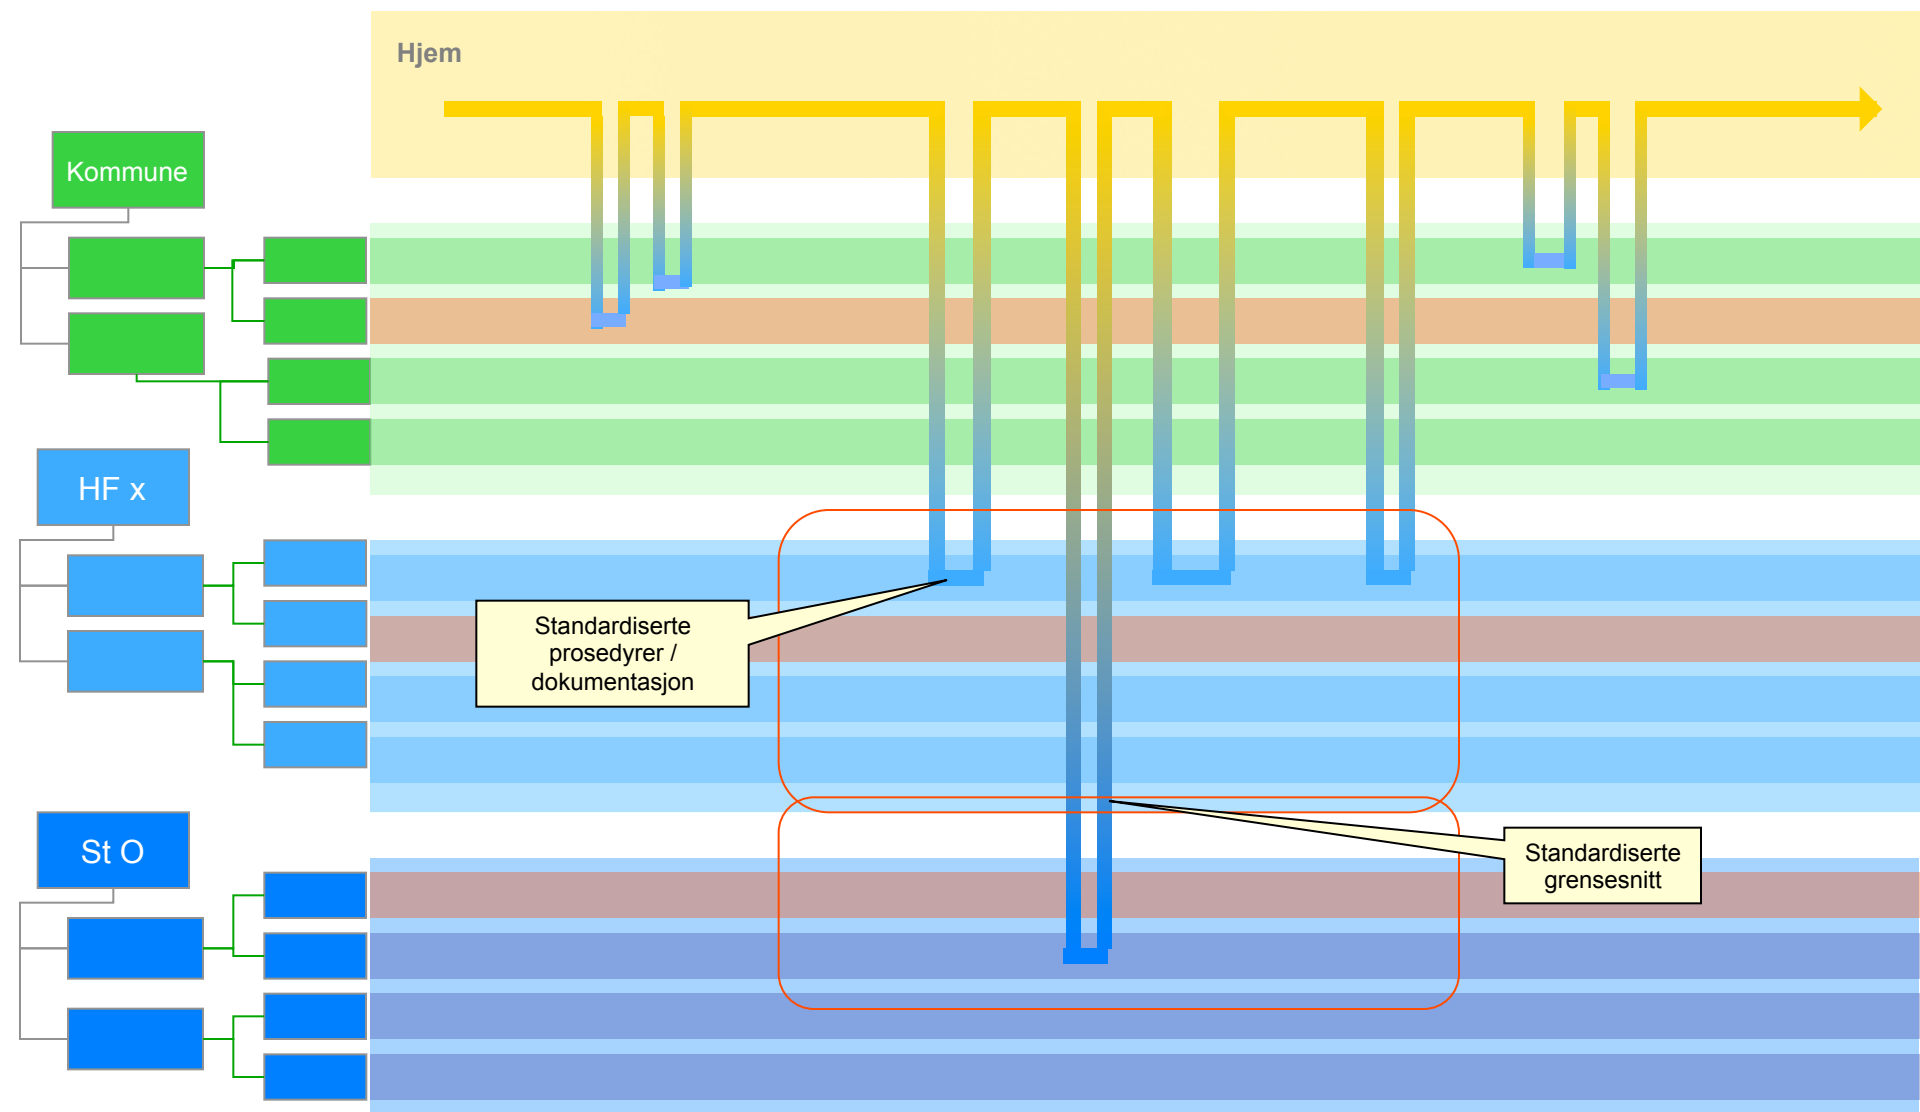 Hjem
Kommune
HF x
Standardiserte
prosedyrer /
dokumentasjon
St O
Standardiserte
grensesnitt